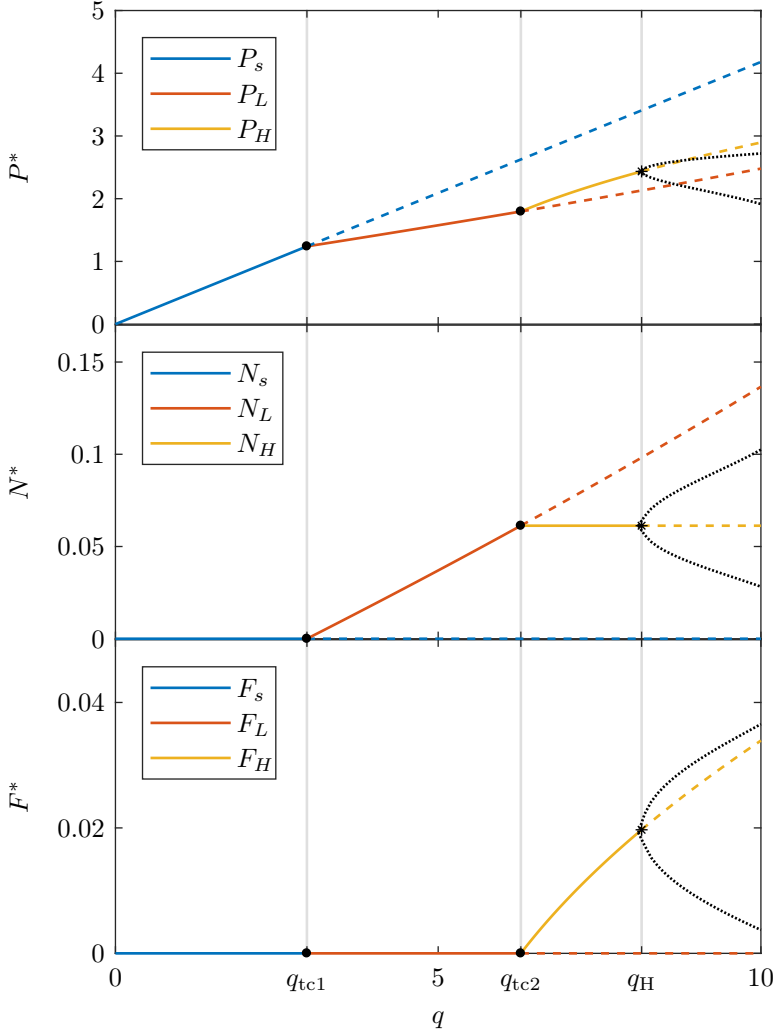 5
4
3
2
1
0
P*
P_s
P_L
P_H
0.15
0.1
0.05
0
N*
N_s
N_L
N_H
0.04
0.02
0
F*
F_s
F_L
F_H
0 q_tc1 5 q_tc2 q_H 10
q